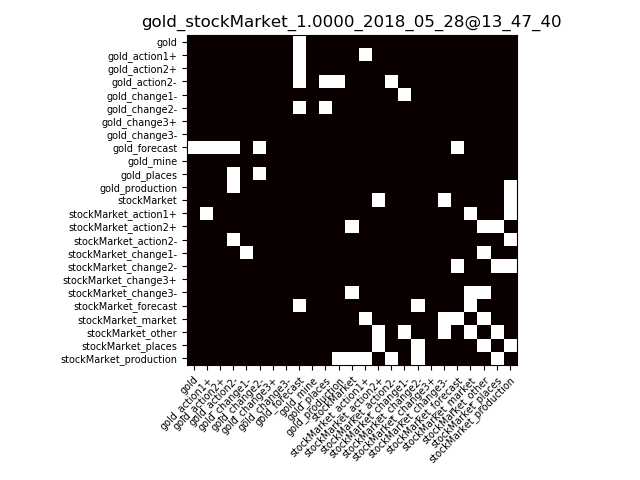 gold_stockMarket_1.0000_2018_05_28@13_47_40
gold
gold_action1+
gold_action2+
gold_action2-
gold_change1-
gold_change2-
gold_change3+
gold_change3-
gold_forecast
gold_mine
gold_places
gold_production
stockMarket
stockMarket_action1+
stockMarket_action2+
stockMarket_action2-
stockMarket_change1-
stockMarket_change2-
stockMarket_change3+
stockMarket_change3-
stockMarket_forecast
stockMarket_market
stockMarket_other
stockMarket_places
stockMarket_production
gold
gold_action1+
gold_action2+
gold_action2-
gold_change1-
gold_change2-
gold_change3+
gold_change3-
gold_forecast
gold_mine
gold_places
gold_production
stockMarket
stockMarket_action1+
stockMarket_action2+
stockMarket_action2-
stockMarket_change1-
stockMarket_change2-
stockMarket_change3+
stockMarket_change3-
stockMarket_forecast
stockMarket_market
stockMarket_other
stockMarket_places
stockMarket_production